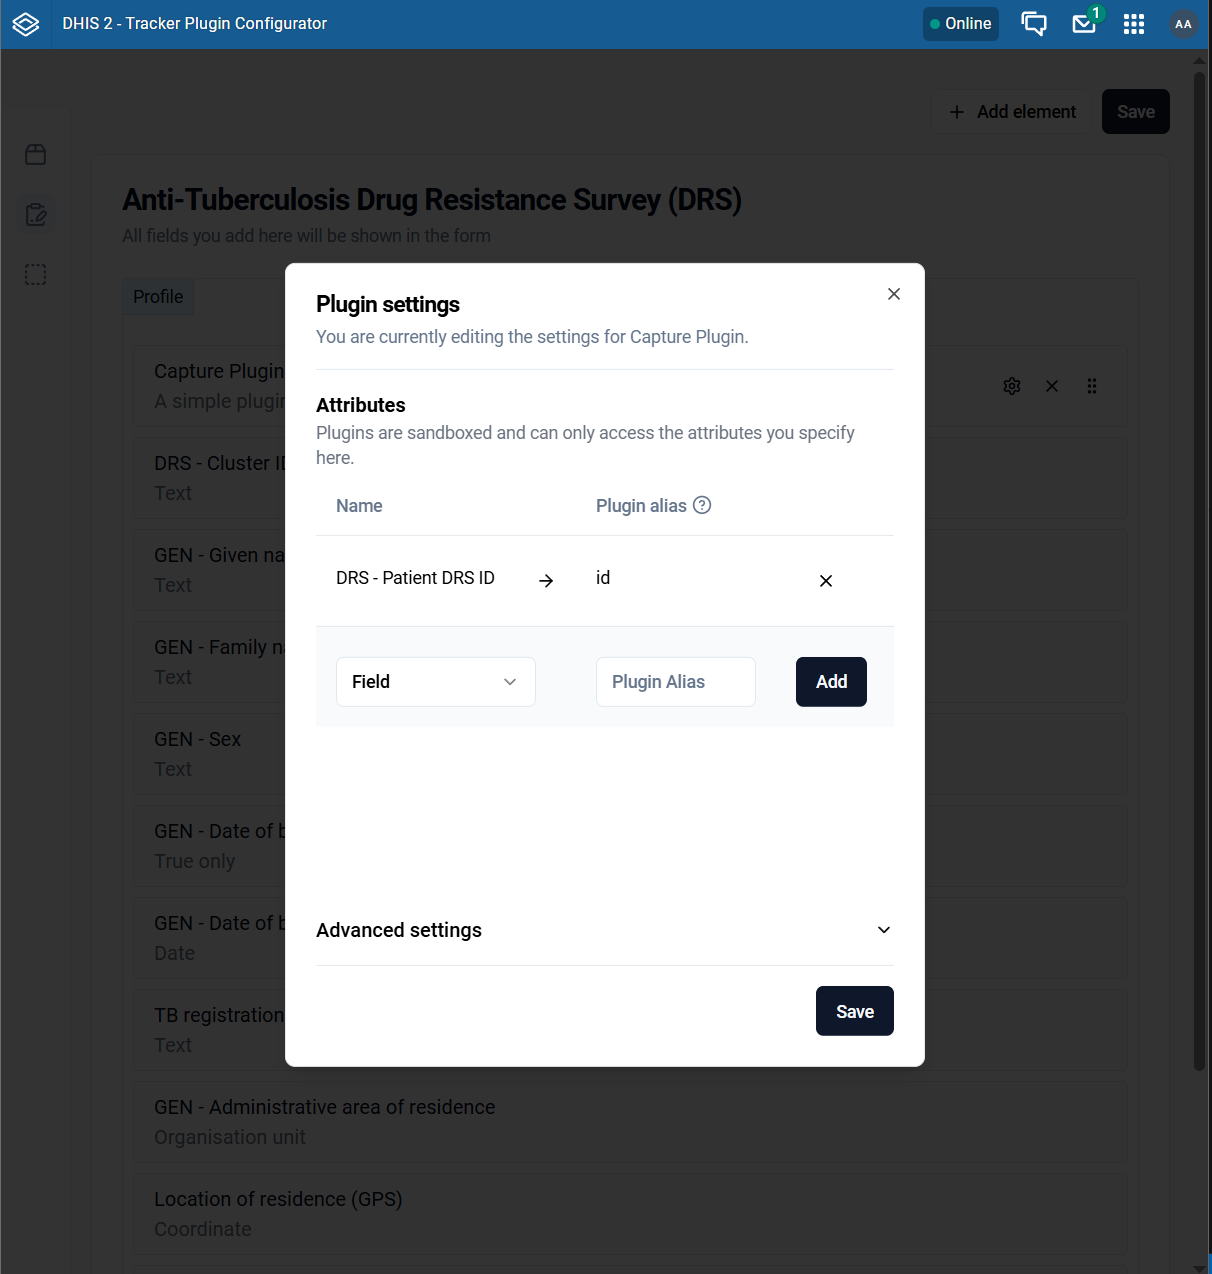 DHIS 2 - Tracker Plugin Configurator
Online
1
AA
Add element
Save
Anti-Tuberculosis Drug Resistance Survey (DRS)
All fields you add here will be shown in the form
Profile
Capture Plugin
A simple plugin
DRS - Cluster
Text
GEN - Given
Text
GEN - Family
Text
GEN - Sex
Text
GEN - Date of
True only
GEN - Date of
Date
TB registration
Text
GEN - Administrative area of residence
Organisation unit
Location of residence (GPS)
Coordinate
Plugin settings
You are currently editing the settings for Capture Plugin.
Attributes
Plugins are sandboxed and can only access the attributes you specify
here.
Name
Plugin alias ?
DRS - Patient DRS ID → id
Field
Plugin Alias
Add
Advanced settings
Save